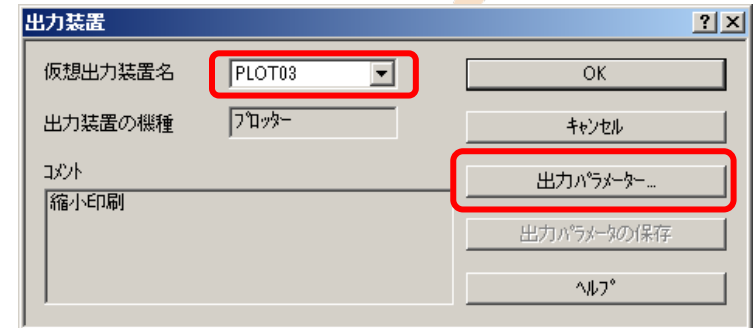 出力装置
仮想出力装置名 PLOT03
OK
出力装置の機種 ﾌﾟﾛｯﾀｰ
ｷｬﾝｾﾙ
ｺﾒﾝﾄ
出力ﾊﾟﾗﾒｰﾀｰ...
縮小印刷
出力ﾊﾟﾗﾒｰﾀの保存
ﾍﾙﾌﾟ